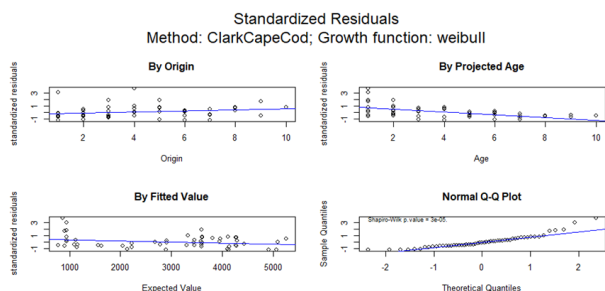 Standardized Residuals
Method: ClarkCapeCod; Growth function: weibull
By Origin
standardized residuals
-1 1 3
2 4 6 8 10
Origin
By Projected Age
standardized residuals
-1 1 3
2 4 6 8 10
Age
By Fitted Value
standardized residuals
-1 1 3
1000 2000 3000 4000 5000
Expected Value
Normal Q-Q Plot
Shapiro-Wilk p.value = 3e-05.
Sample Quantiles
-1 1 3
-2 -1 0 1 2
Theoretical Quantiles